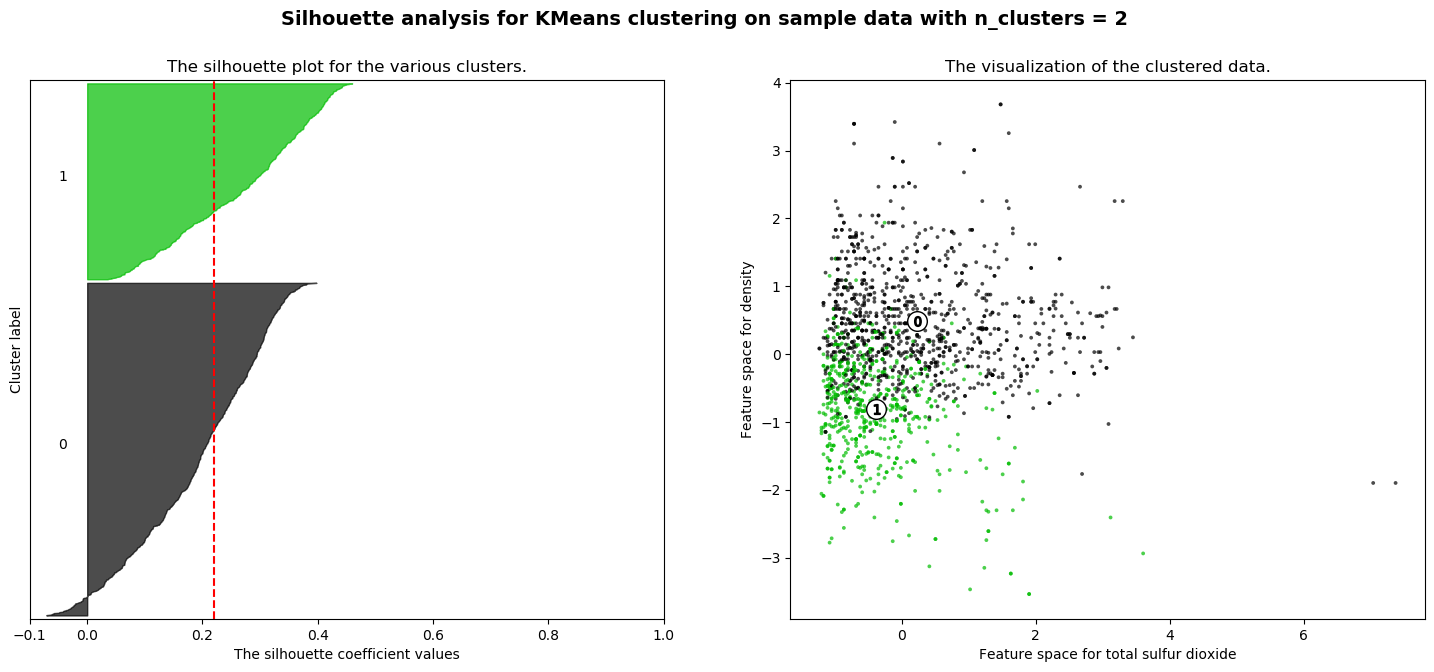 Silhouette analysis for KMeans clustering on sample data with n_clusters = 2
The silhouette plot for the various clusters.
1
0
Cluster label
−0.1 0.0 0.2 0.4 0.6 0.8 1.0
The silhouette coefficient values
The visualization of the clustered data.
4
3
2
1
0
−1
−2
−3
Feature space for density
0
1
0 2 4 6
Feature space for total sulfur dioxide